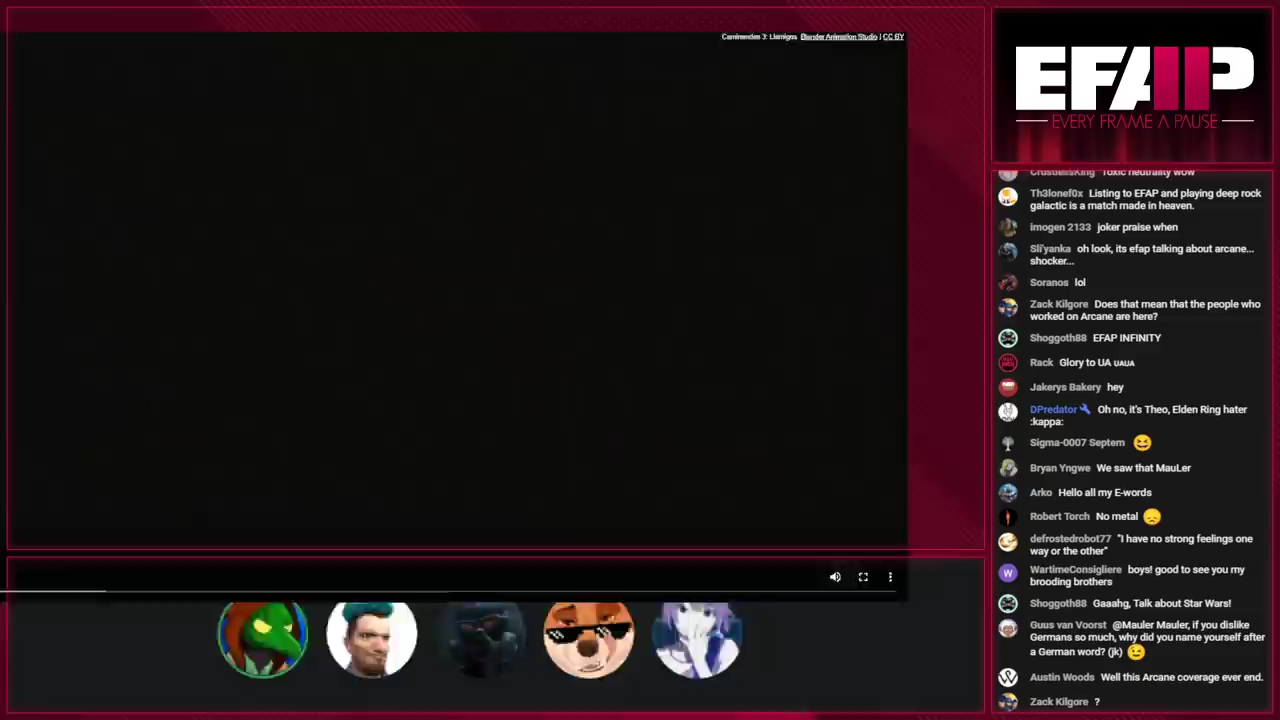 Caminandes 3: Llamigos Blender Animation Studio | CC BY
EFAP
EVERY FRAME A PAUSE
CrustlessKing Toxic neutrality wow
Th3lonef0x Listing to EFAP and playing deep rock
galactic is a match made in heaven.
imogen 2133 joker praise when
Sli'yanka oh look, its efap talking about arcane...
shocker...
Soranos lol
Zack Kilgore Does that mean that the people who
worked on Arcane are here?
Shoggoth88 EFAP INFINITY
Rack Glory to UA UAUA
Jakerys Bakery hey
DPredator Oh no, it's Theo, Elden Ring hater
:kappa:
Sigma-0007 Septem 😆
Bryan Yngwe We saw that MauLer
Arko Hello all my E-words
Robert Torch No metal 😞
defrostedrobot77 "I have no strong feelings one
way or the other"
W WartimeConsigliere boys! good to see you my
brooding brothers
Shoggoth88 Gaaahg, Talk about Star Wars!
Guus van Voorst @Mauler Mauler, if you dislike
Germans so much, why did you name yourself after
a German word? (jk) 😉
Austin Woods Well this Arcane coverage ever end.
Zack Kilgore ?